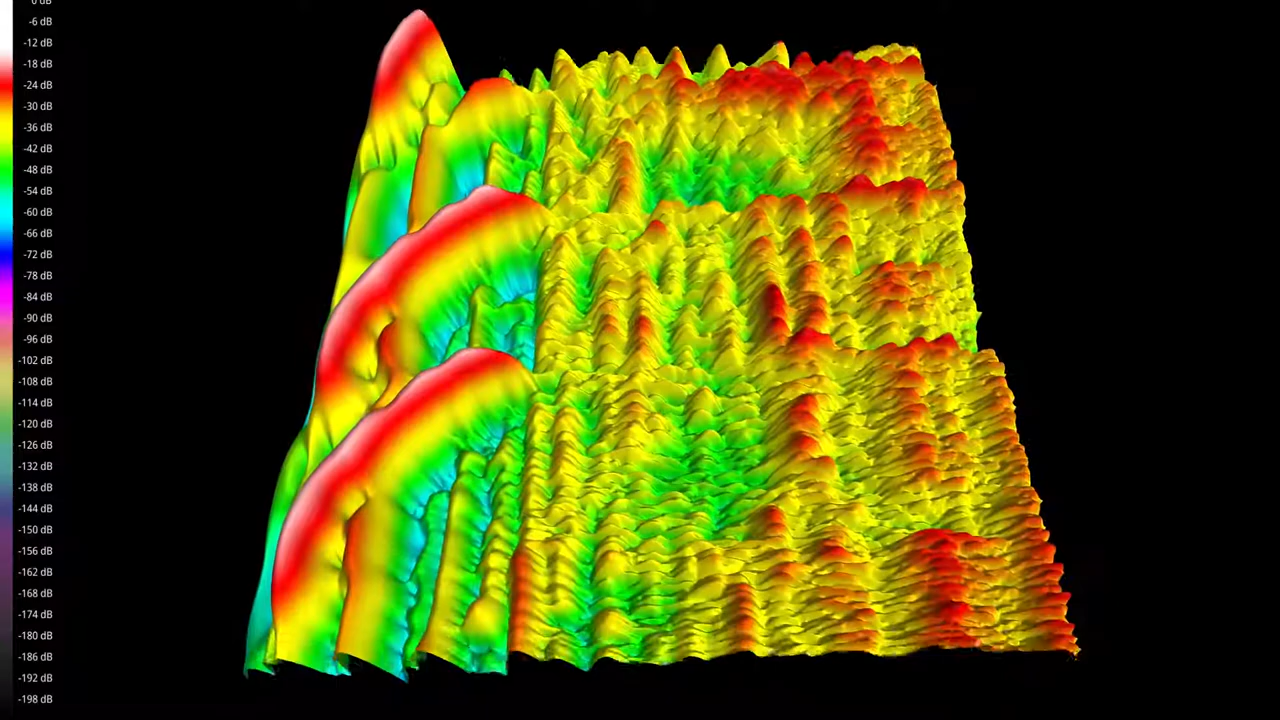 0 dB
-6 dB
-12 dB
-18 dB
-24 dB
-30 dB
-36 dB
-42 dB
-48 dB
-54 dB
-60 dB
-66 dB
-72 dB
-78 dB
-84 dB
-90 dB
-96 dB
-102 dB
-108 dB
-114 dB
-120 dB
-126 dB
-132 dB
-138 dB
-144 dB
-150 dB
-156 dB
-162 dB
-168 dB
-174 dB
-180 dB
-186 dB
-192 dB
-198 dB